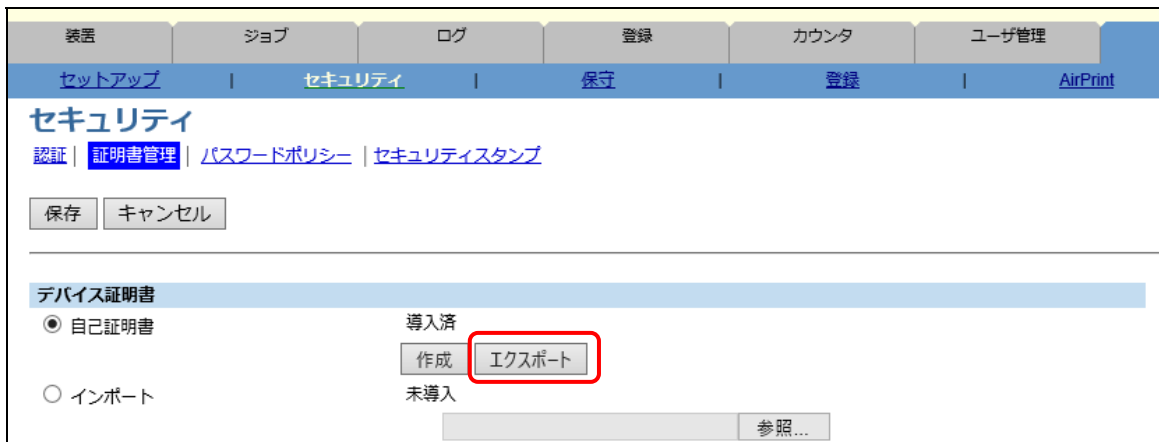 装置 ジョブ ログ 登録 カウンタ ユーザ管理
セットアップ | セキュリティ | 保守 | 登録 | AirPrint
セキュリティ
認証 | 証明書管理 | パスワードポリシー | セキュリティスタンプ
保存 キャンセル
デバイス証明書
自己証明書 導入済
作成 エクスポート
インポート 未導入
参照...